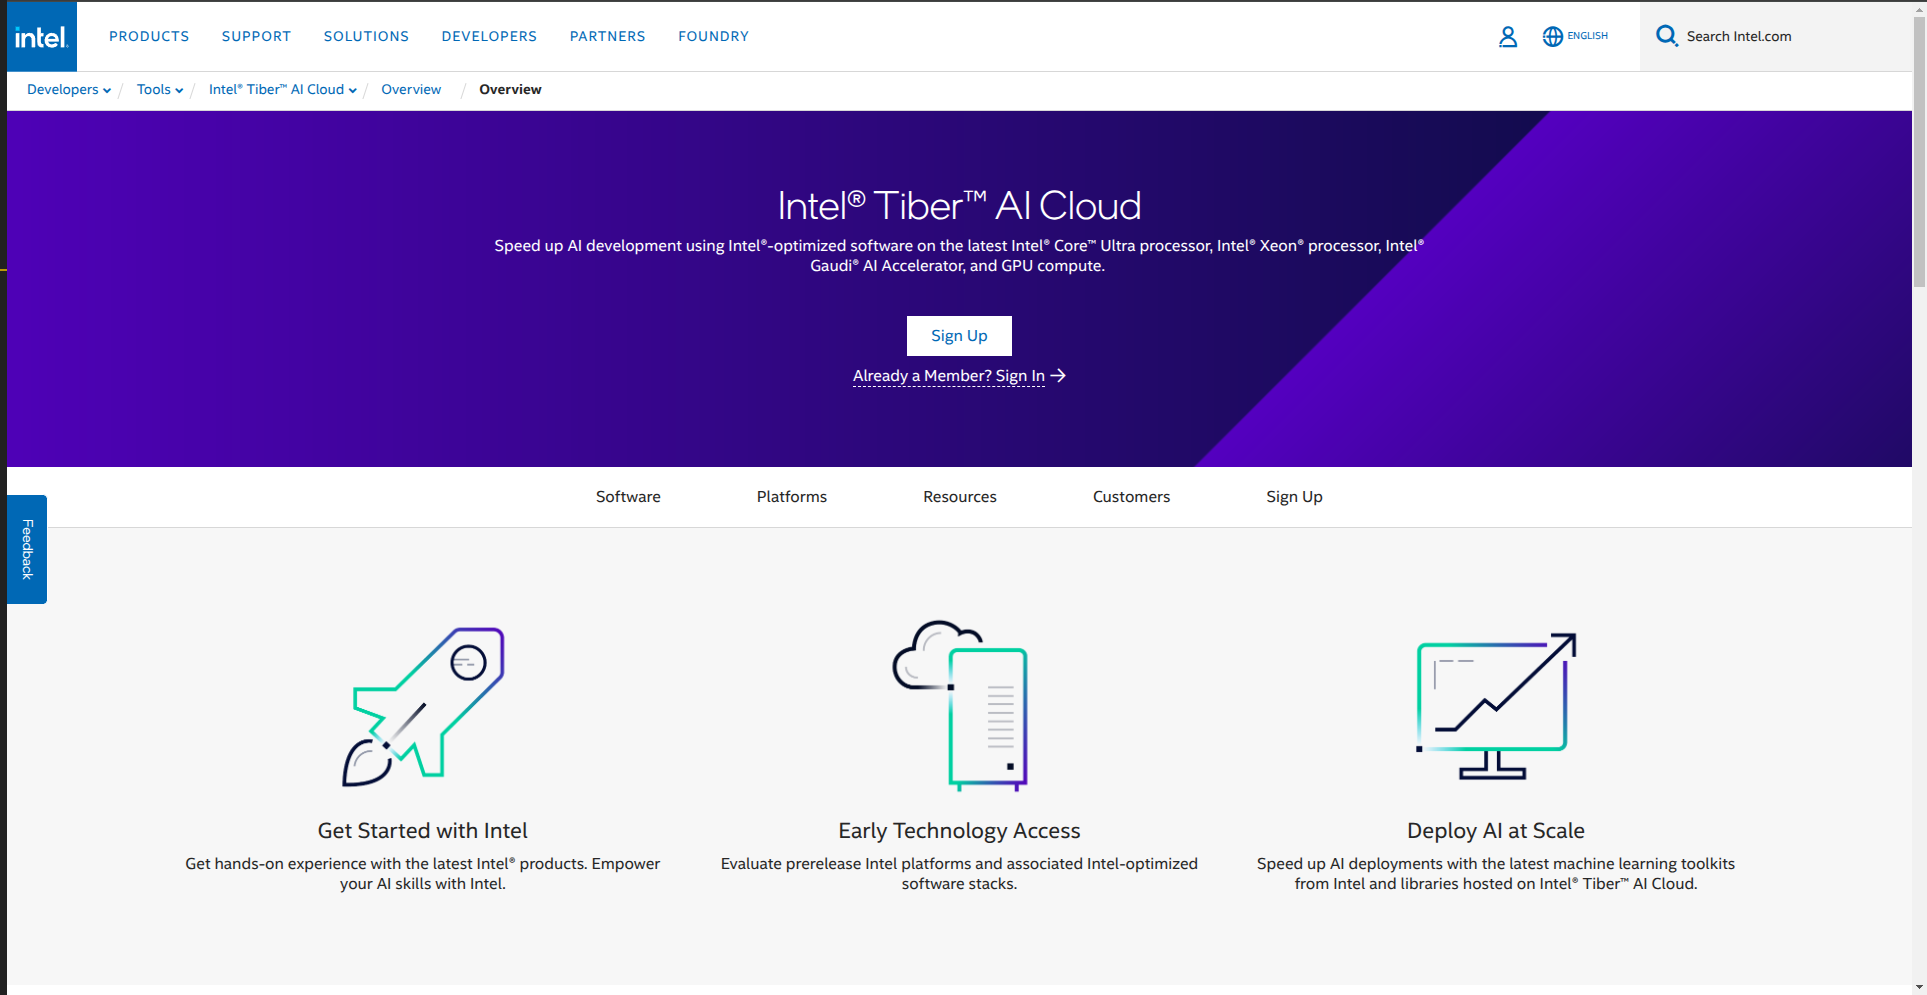 intel.
PRODUCTS SUPPORT SOLUTIONS DEVELOPERS PARTNERS FOUNDRY ENGLISH Search Intel.com
Developers / Tools / Intel® Tiber™ AI Cloud / Overview / Overview
Intel® Tiber™ AI Cloud
Speed up AI development using Intel®-optimized software on the latest Intel® Core™ Ultra processor, Intel® Xeon® processor, Intel®
Gaudi® AI Accelerator, and GPU compute.
Sign Up
Already a Member? Sign In
Software Platforms Resources Customers Sign Up
Feedback
Get Started with Intel
Get hands-on experience with the latest Intel® products. Empower
your AI skills with Intel.
Early Technology Access
Evaluate prerelease Intel platforms and associated Intel-optimized
software stacks.
Deploy AI at Scale
Speed up AI deployments with the latest machine learning toolkits
from Intel and libraries hosted on Intel® Tiber™ AI Cloud.